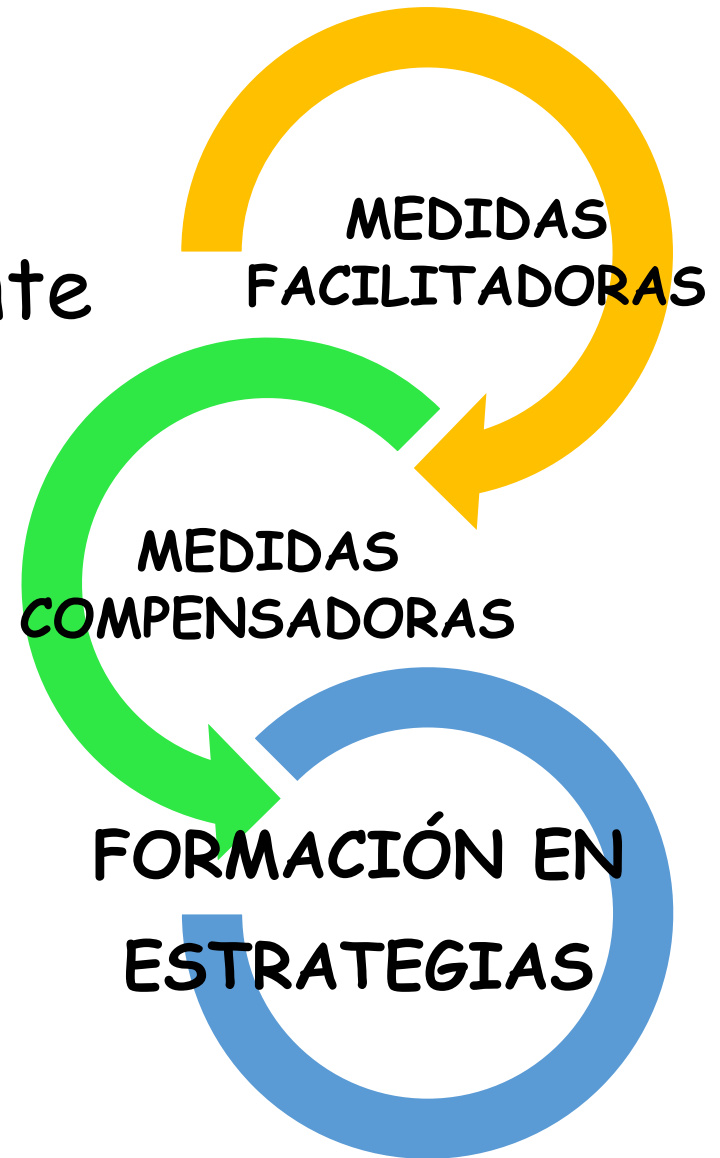 MEDIDAS
FACILITADORAS
MEDIDAS
COMPENSADORAS
FORMACIÓN EN
ESTRATEGIAS